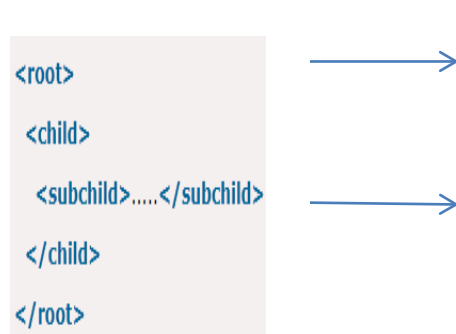 <root>
<child>
<subchild>.....</subchild>
</child>
</root>